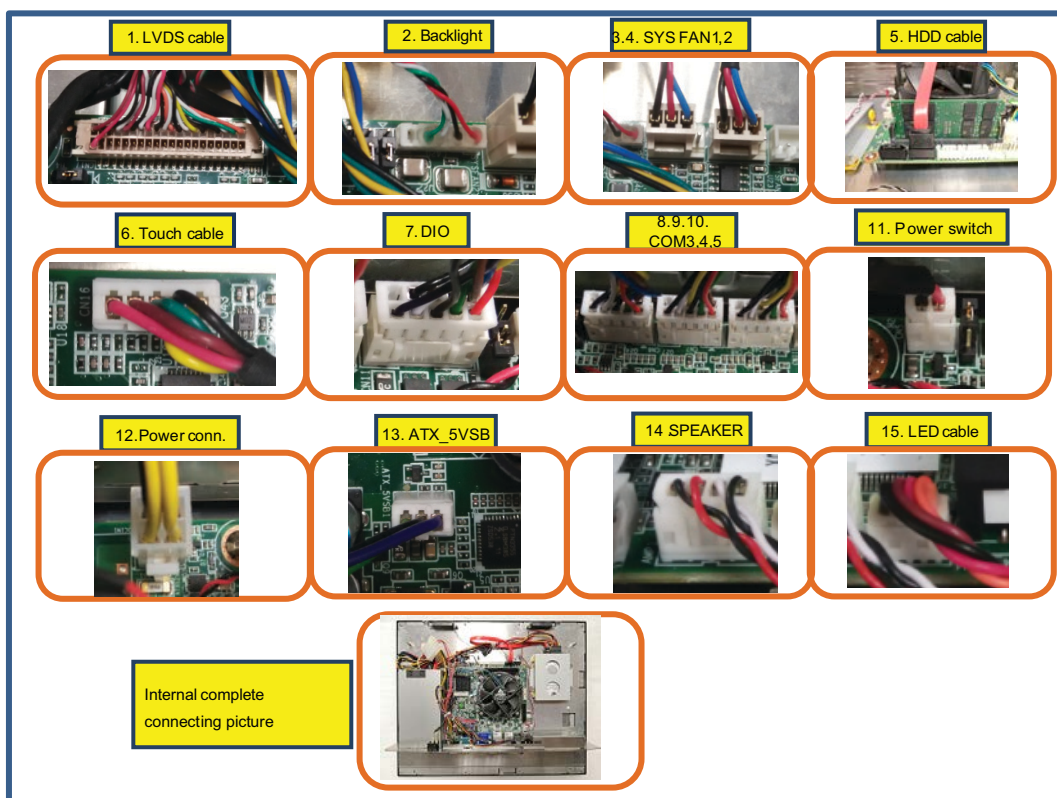 1. LVDS cable
2. Backlight
3.4. SYS FAN1,2
5. HDD cable
6. Touch cable
7. DIO
8.9.10.
COM3,4,5
11. Power switch
CN16
U18
12.Power conn.
13. ATX_5VSB
14 .SPEAKER
15. LED cable
ATX_5VSB1
Internal complete
connecting picture